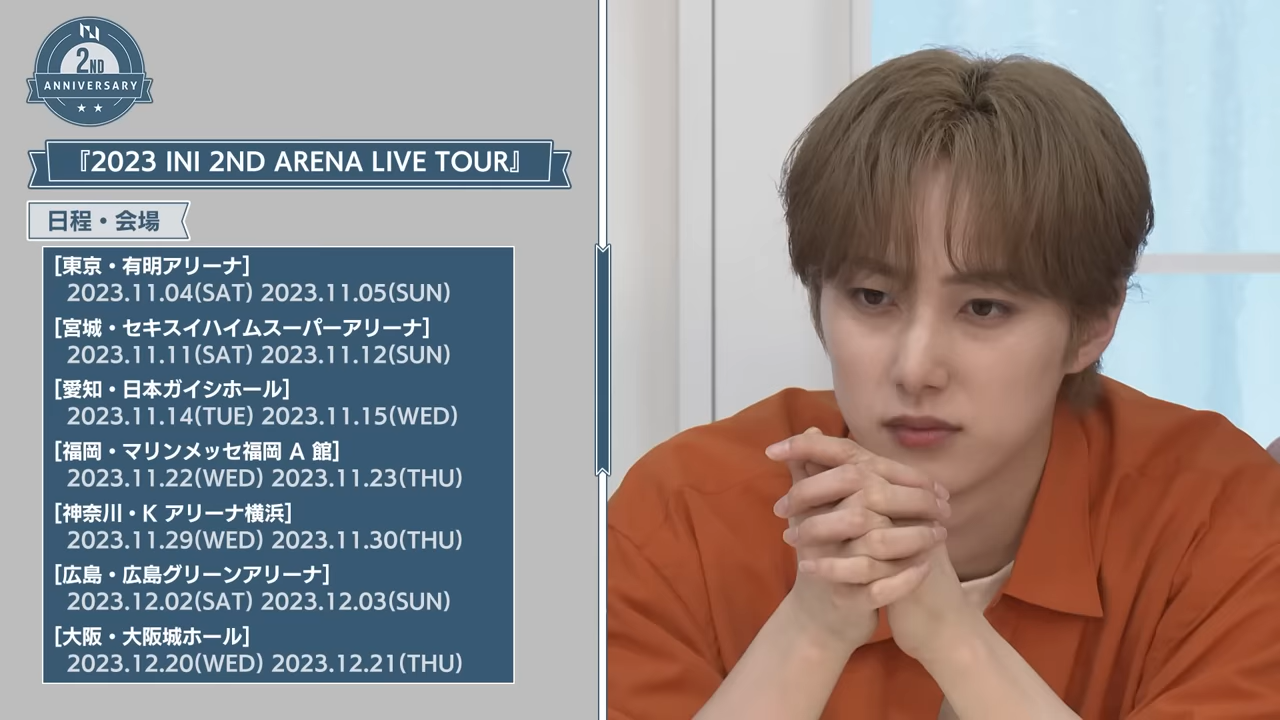 2ND
ANNIVERSARY
『2023 INI 2ND ARENA LIVE TOUR』
日程・会場
[東京・有明アリーナ]
2023.11.04(SAT) 2023.11.05(SUN)
[宮城・セキスイハイムスーパーアリーナ]
2023.11.11(SAT) 2023.11.12(SUN)
[愛知・日本ガイシホール]
2023.11.14(TUE) 2023.11.15(WED)
[福岡・マリンメッセ福岡 A 館]
2023.11.22(WED) 2023.11.23(THU)
[神奈川・K アリーナ横浜]
2023.11.29(WED) 2023.11.30(THU)
[広島・広島グリーンアリーナ]
2023.12.02(SAT) 2023.12.03(SUN)
[大阪・大阪城ホール]
2023.12.20(WED) 2023.12.21(THU)